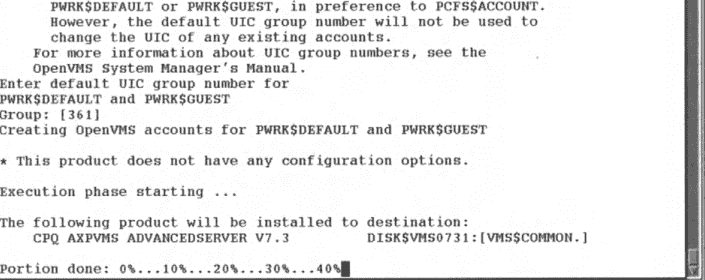 PWRK$DEFAULT or PWRK$GUEST, in preference to PCFS$ACCOUNT.
However, the default UIC group number will not be used to
change the UIC of any existing accounts.
For more information about UIC group numbers, see the
OpenVMS System Manager's Manual.
Enter default UIC group number for
PWRK$DEFAULT and PWRK$GUEST
Group: [361]
Creating OpenVMS accounts for PWRK$DEFAULT and PWRK$GUEST
* This product does not have any configuration options.
Execution phase starting ...
The following product will be installed to destination:
CPQ AXPVMS ADVANCEDSERVER V7.3 DISK$VMS0731:[VMS$COMMON.]
Portion done: 0%...10%...20%...30%...40%